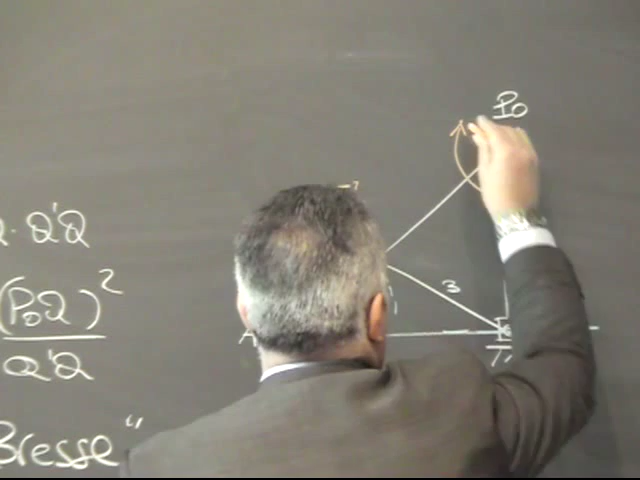 P₀
· Q'Q
(P₀Q)²
Q'Q
3
Bresse"